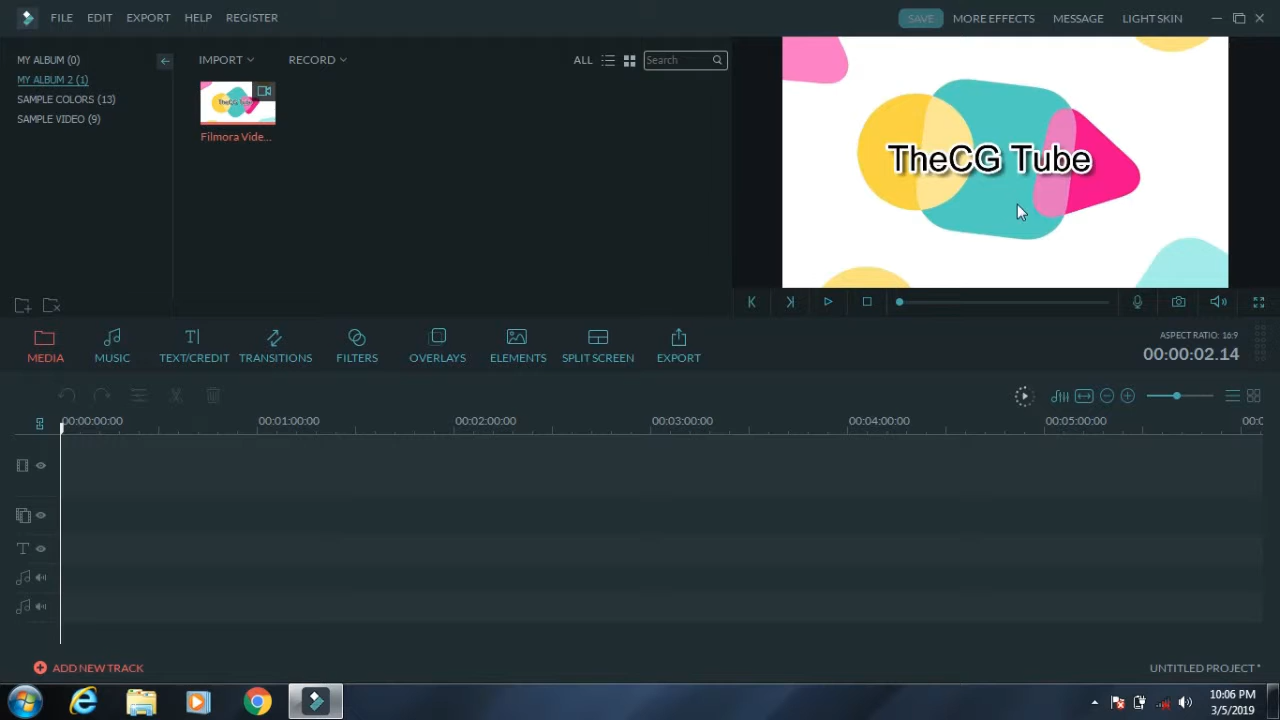 FILE EDIT EXPORT HELP REGISTER SAVE MORE EFFECTS MESSAGE LIGHT SKIN
MY ALBUM (0)
MY ALBUM 2 (1)
SAMPLE COLORS (13)
SAMPLE VIDEO (9)
IMPORT RECORD ALL Search
Filmora Vide...
TheCG Tube
MEDIA MUSIC TEXT/CREDIT TRANSITIONS FILTERS OVERLAYS ELEMENTS SPLIT SCREEN EXPORT
ASPECT RATIO: 16:9
00:00:02.14
00:00:00:00 00:01:00:00 00:02:00:00 00:03:00:00 00:04:00:00 00:05:00:00
ADD NEW TRACK
UNTITLED PROJECT *
10:06 PM
3/5/2019